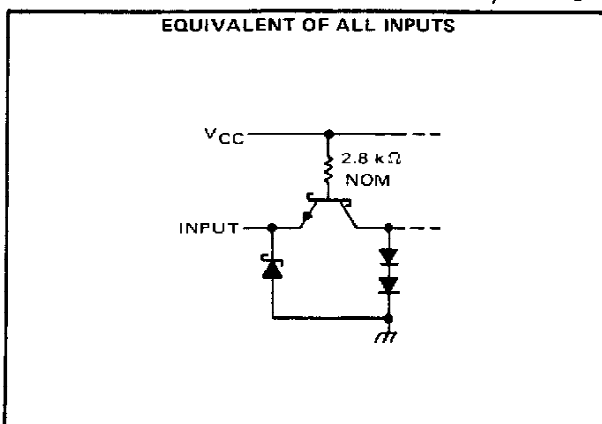 EQUIVALENT OF ALL INPUTS
VCC
2.8 kΩ
NOM
INPUT